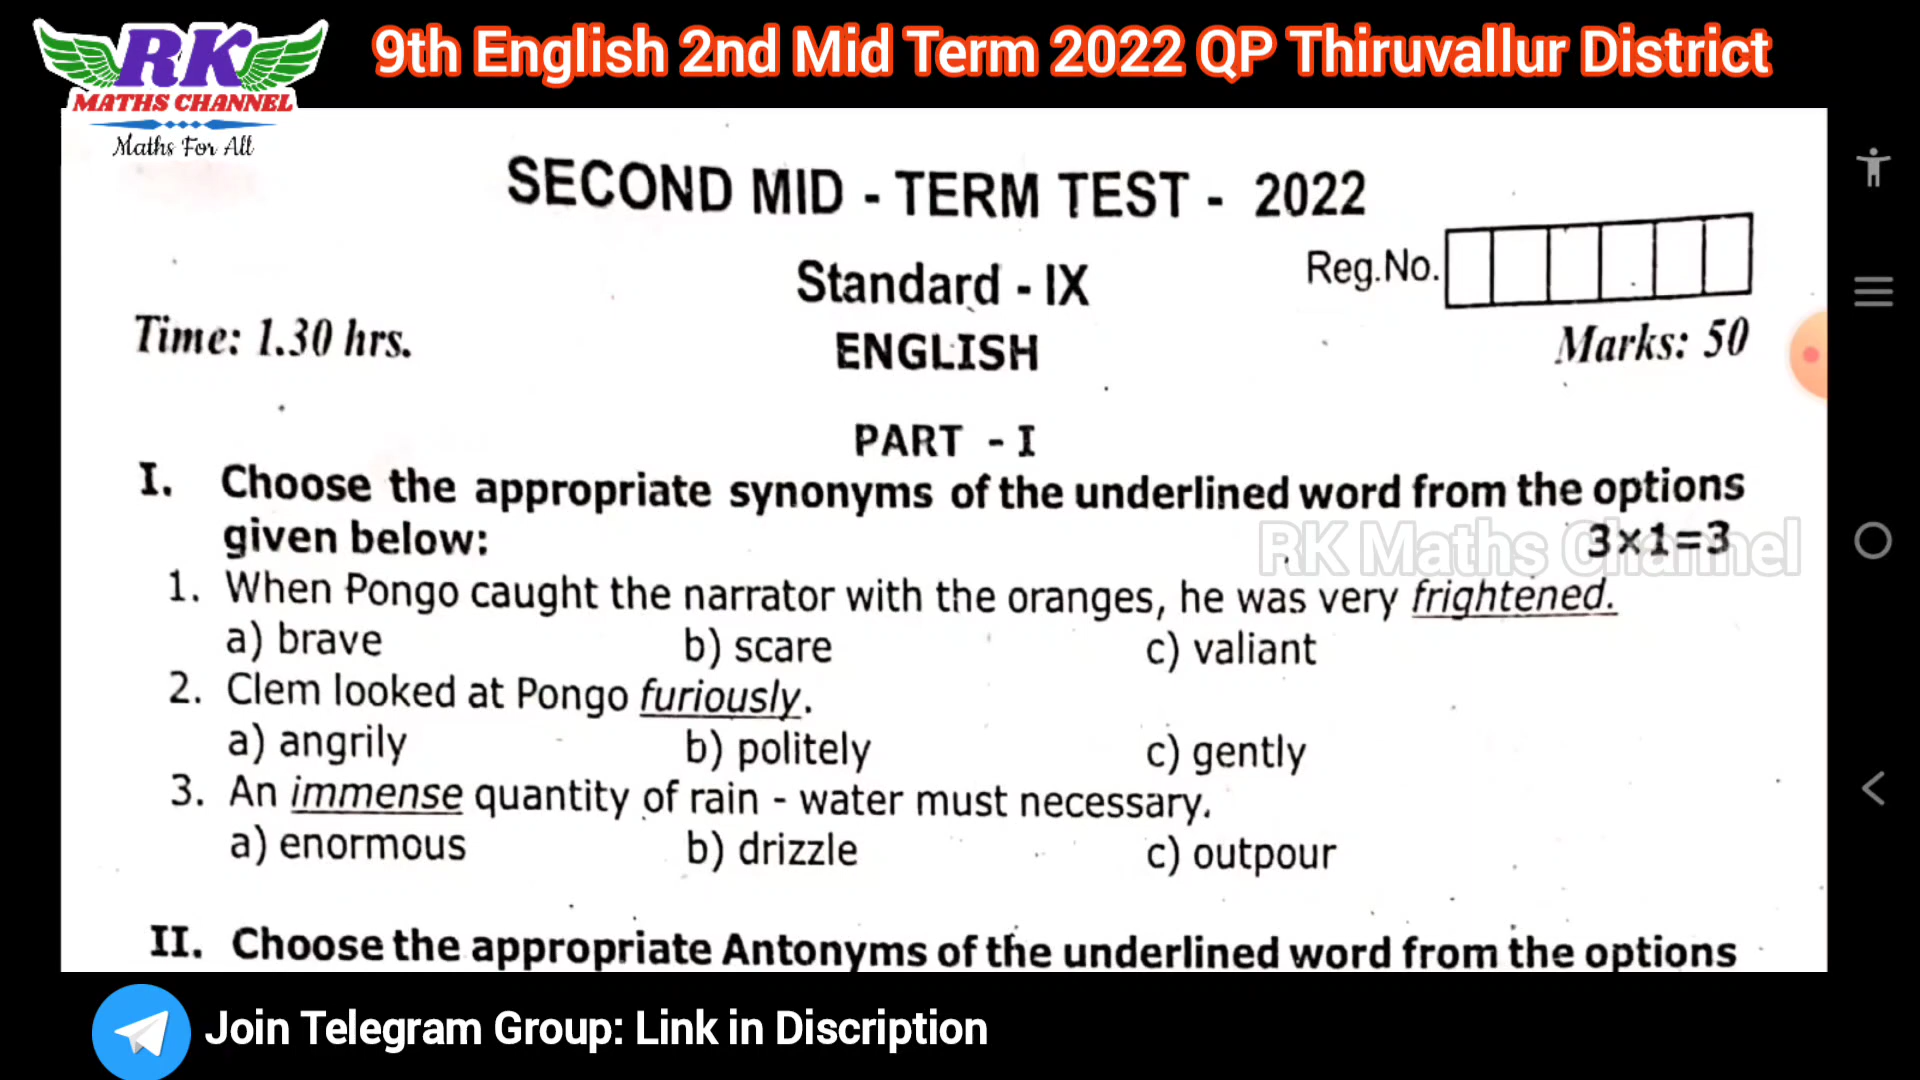 RK
MATHS CHANNEL
Maths For All
9th English 2nd Mid Term 2022 QP Thiruvallur District
SECOND MID - TERM TEST - 2022
Standard - IX
Reg.No.
Time: 1.30 hrs.
ENGLISH
Marks: 50
PART - I
I. Choose the appropriate synonyms of the underlined word from the options
given below: 3×1=3
RK Maths Channel
1. When Pongo caught the narrator with the oranges, he was very frightened.
a) brave b) scare c) valiant
2. Clem looked at Pongo furiously.
a) angrily b) politely c) gently
3. An immense quantity of rain - water must necessary.
a) enormous b) drizzle c) outpour
II. Choose the appropriate Antonyms of the underlined word from the options
Join Telegram Group: Link in Discription